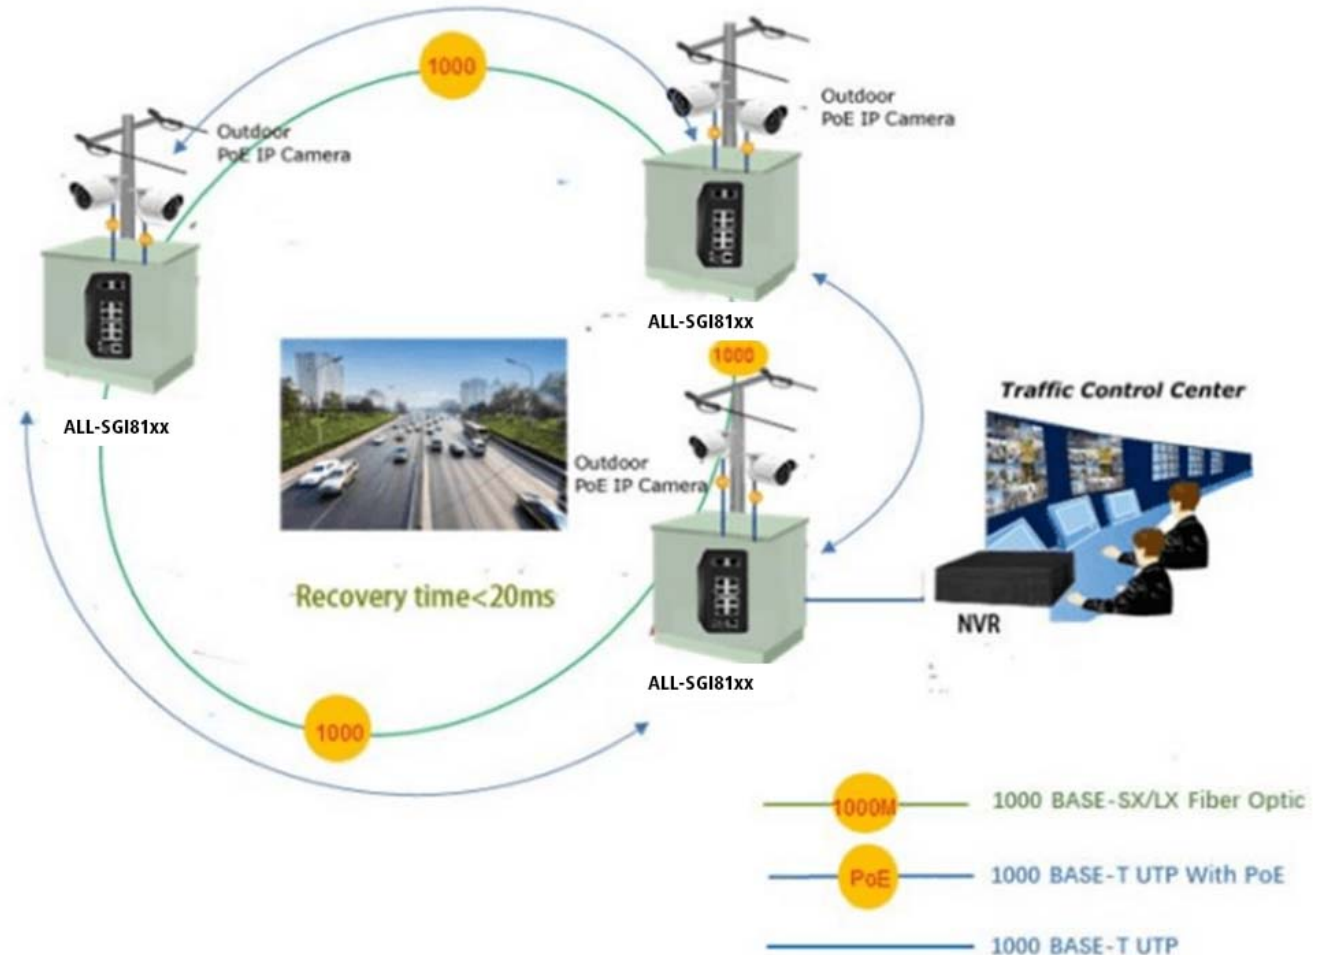 1000
Outdoor
PoE IP Camera
Outdoor
PoE IP Camera
ALL-SGI81xx
1000
ALL-SGI81xx
Traffic Control Center
Outdoor
PoE IP Camera
Recovery time<20ms
NVR
ALL-SGI81xx
1000
1000M
1000 BASE-SX/LX Fiber Optic
PoE
1000 BASE-T UTP With PoE
1000 BASE-T UTP